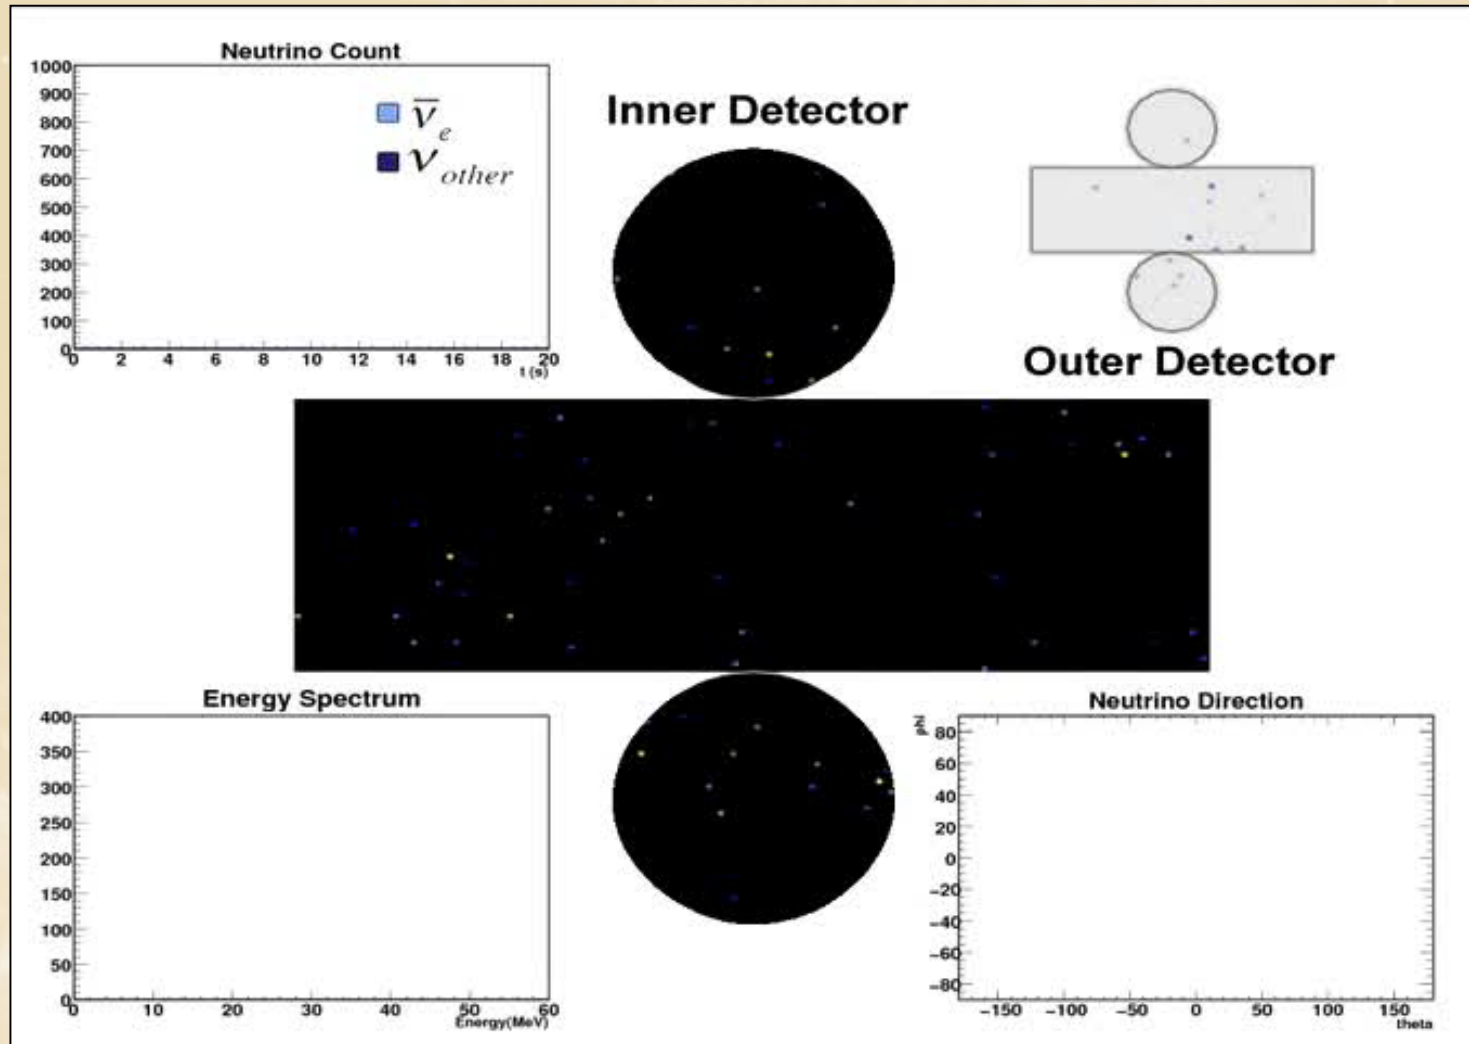 Neutrino Count
1000
900
800
700
600
500
400
300
200
100
0
0 2 4 6 8 10 12 14 16 18 20
t (s)
ν̅e
νother
Inner Detector
Outer Detector
Energy Spectrum
400
350
300
250
200
150
100
50
0
0 10 20 30 40 50 60
Energy(MeV)
Neutrino Direction
phi
80
60
40
20
0
−20
−40
−60
−80
−150 −100 −50 0 50 100 150
theta